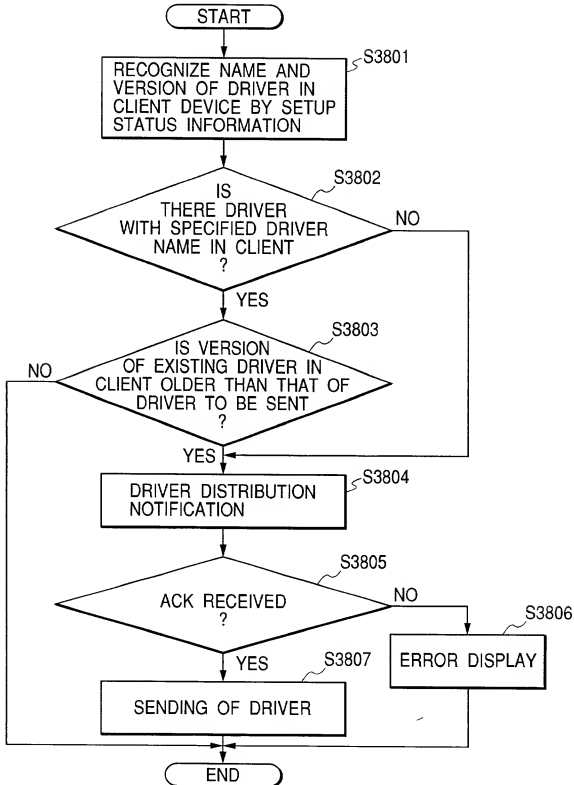 START
S3801
RECOGNIZE NAME AND
VERSION OF DRIVER IN
CLIENT DEVICE BY SETUP
STATUS INFORMATION
S3802
IS
THERE DRIVER
WITH SPECIFIED DRIVER
NAME IN CLIENT
?
NO
YES
S3803
IS VERSION
OF EXISTING DRIVER IN
CLIENT OLDER THAN THAT OF
DRIVER TO BE SENT
?
NO
YES
S3804
DRIVER DISTRIBUTION
NOTIFICATION
S3805
ACK RECEIVED
?
NO
YES
S3806
ERROR DISPLAY
S3807
SENDING OF DRIVER
END